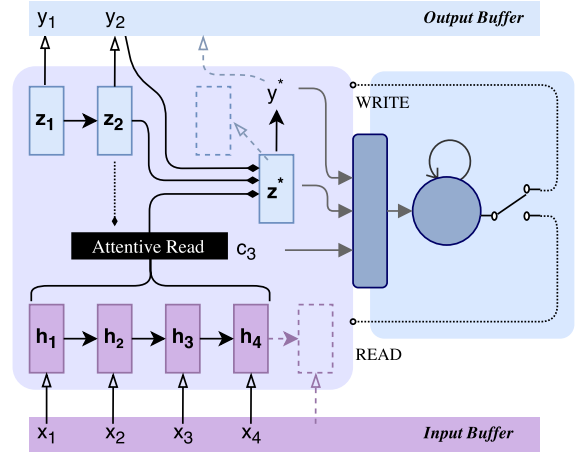 y1 y2 Output Buffer
y*
WRITE
z1 z2
z*
Attentive Read c3
h1 h2 h3 h4
READ
x1 x2 x3 x4 Input Buffer